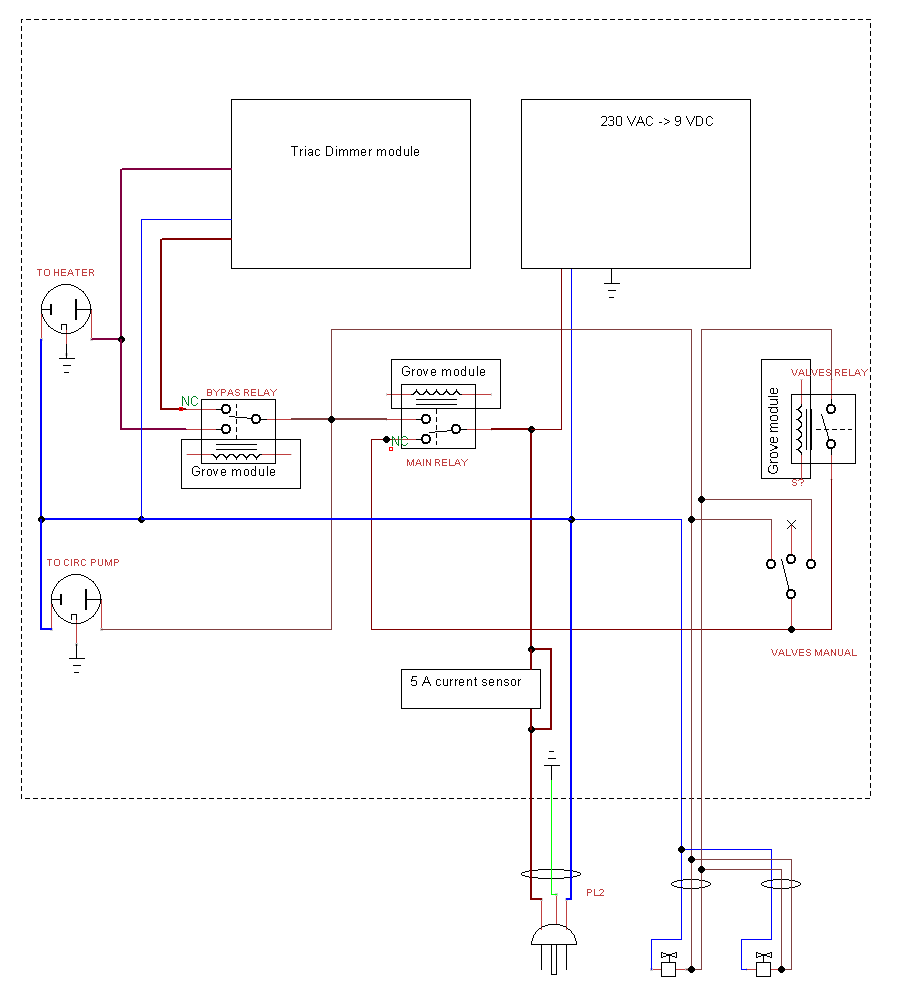 230 VAC -> 9 VDC
Triac Dimmer module
TO HEATER
Grove module
VALVES RELAY
BYPAS RELAY
NC
Grove module
NC
MAIN RELAY
Grove module
S?
TO CIRC PUMP
VALVES MANUAL
5 A current sensor
PL2